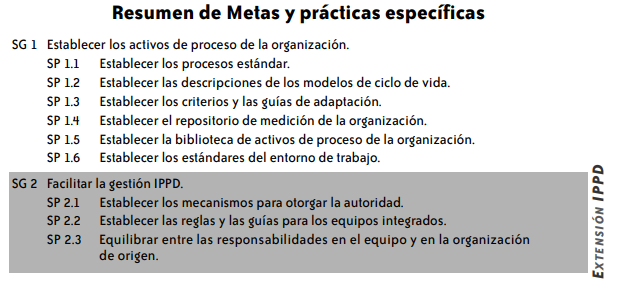 Resumen de Metas y prácticas específicas
SG 1 Establecer los activos de proceso de la organización.
SP 1.1 Establecer los procesos estándar.
SP 1.2 Establecer las descripciones de los modelos de ciclo de vida.
SP 1.3 Establecer los criterios y las guías de adaptación.
SP 1.4 Establecer el repositorio de medición de la organización.
SP 1.5 Establecer la biblioteca de activos de proceso de la organización.
SP 1.6 Establecer los estándares del entorno de trabajo.
SG 2 Facilitar la gestión IPPD.
SP 2.1 Establecer los mecanismos para otorgar la autoridad.
SP 2.2 Establecer las reglas y las guías para los equipos integrados.
SP 2.3 Equilibrar entre las responsabilidades en el equipo y en la organización
de origen.
EXTENSIÓN IPPD